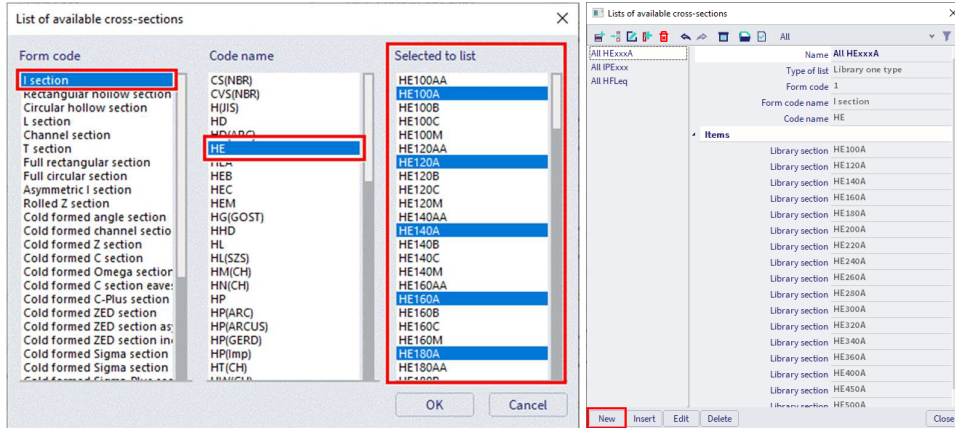 List of available cross-sections
Form code
I section
Rectangular hollow section
Circular hollow section
L section
Channel section
T section
Full rectangular section
Full circular section
Asymmetric I section
Rolled Z section
Cold formed angle section
Cold formed channel sectio
Cold formed Z section
Cold formed C section
Cold formed Omega section
Cold formed C section eave
Cold formed C-Plus section
Cold formed ZED section
Cold formed ZED section as
Cold formed ZED section in
Cold formed Sigma section
Cold formed Sigma section
Code name
CS(NBR)
CVS(NBR)
H(JIS)
HD
HD(ARC)
HE
HEA
HEB
HEC
HEM
HG(GOST)
HHD
HL
HL(SZS)
HM(CH)
HN(CH)
HP
HP(ARC)
HP(ARCUS)
HP(GERD)
HP(Imp)
HT(CH)
Selected to list
HE100AA
HE100A
HE100B
HE100C
HE100M
HE120AA
HE120A
HE120B
HE120C
HE120M
HE140AA
HE140A
HE140B
HE140C
HE140M
HE160AA
HE160A
HE160B
HE160C
HE160M
HE180A
HE180AA
HE180B
OK Cancel
Lists of available cross-sections
All
All HExxxA
All IPExxx
All HFLeq
Name All HExxxA
Type of list Library one type
Form code 1
Form code name I section
Code name HE
Items
Library section HE100A
Library section HE120A
Library section HE140A
Library section HE160A
Library section HE180A
Library section HE200A
Library section HE220A
Library section HE240A
Library section HE260A
Library section HE280A
Library section HE300A
Library section HE320A
Library section HE340A
Library section HE360A
Library section HE400A
Library section HE450A
Library section HE500A
New Insert Edit Delete Close